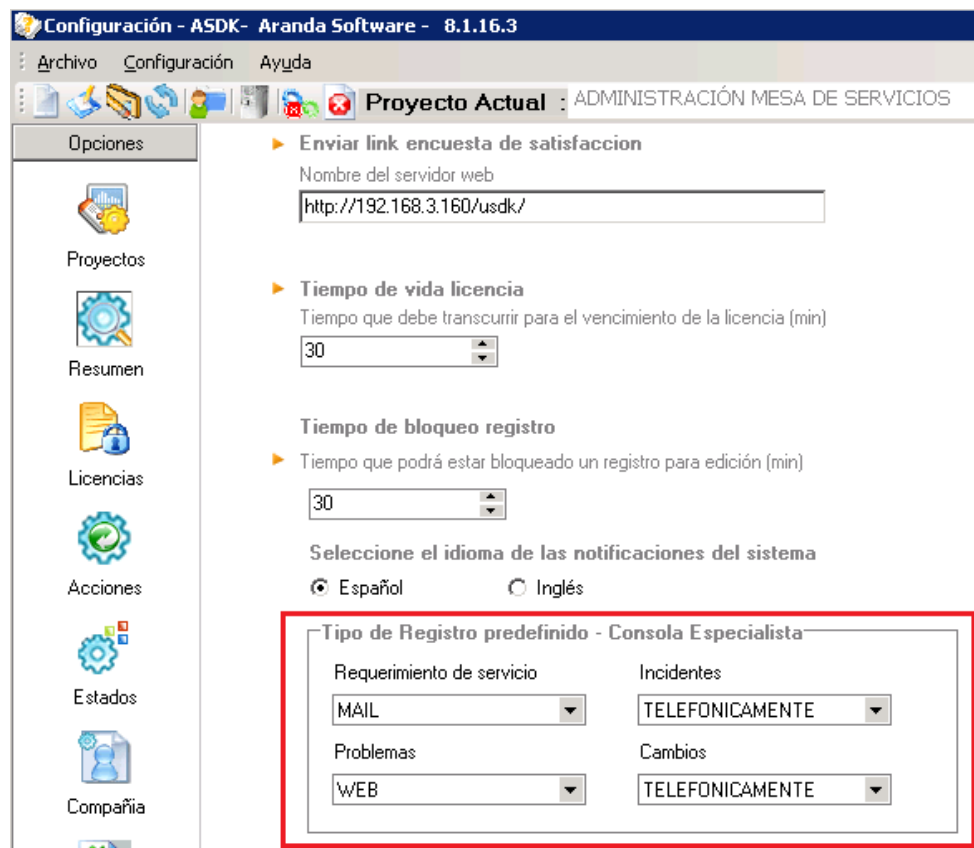 Configuración - ASDK- Aranda Software - 8.1.16.3
Archivo Configuración Ayuda
Proyecto Actual : ADMINISTRACIÓN MESA DE SERVICIOS
Opciones
Proyectos
Resumen
Licencias
Acciones
Estados
Compañia
Enviar link encuesta de satisfaccion
Nombre del servidor web
http://192.168.3.160/usdk/
Tiempo de vida licencia
Tiempo que debe transcurrir para el vencimiento de la licencia (min)
30
Tiempo de bloqueo registro
Tiempo que podrá estar bloqueado un registro para edición (min)
30
Seleccione el idioma de las notificaciones del sistema
Español Inglés
Tipo de Registro predefinido - Consola Especialista
Requerimiento de servicio Incidentes
MAIL TELEFONICAMENTE
Problemas Cambios
WEB TELEFONICAMENTE